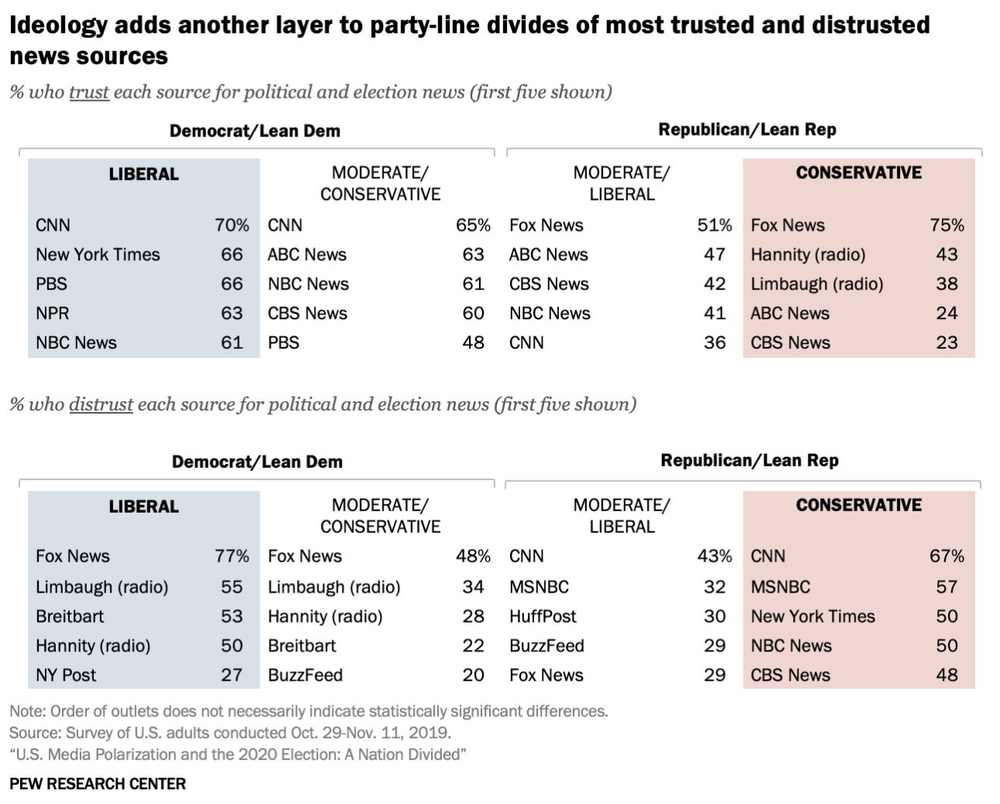 Ideology adds another layer to party-line divides of most trusted and distrusted
news sources
% who trust each source for political and election news (first five shown)
Democrat/Lean Dem Republican/Lean Rep
LIBERAL MODERATE/ MODERATE/ CONSERVATIVE
CONSERVATIVE LIBERAL
CNN 70% CNN 65% Fox News 51% Fox News 75%
New York Times 66 ABC News 63 ABC News 47 Hannity (radio) 43
PBS 66 NBC News 61 CBS News 42 Limbaugh (radio) 38
NPR 63 CBS News 60 NBC News 41 ABC News 24
NBC News 61 PBS 48 CNN 36 CBS News 23
% who distrust each source for political and election news (first five shown)
Democrat/Lean Dem Republican/Lean Rep
LIBERAL MODERATE/ MODERATE/ CONSERVATIVE
CONSERVATIVE LIBERAL
Fox News 77% Fox News 48% CNN 43% CNN 67%
Limbaugh (radio) 55 Limbaugh (radio) 34 MSNBC 32 MSNBC 57
Breitbart 53 Hannity (radio) 28 HuffPost 30 New York Times 50
Hannity (radio) 50 Breitbart 22 BuzzFeed 29 NBC News 50
NY Post 27 BuzzFeed 20 Fox News 29 CBS News 48
Note: Order of outlets does not necessarily indicate statistically significant differences.
Source: Survey of U.S. adults conducted Oct. 29-Nov. 11, 2019.
“U.S. Media Polarization and the 2020 Election: A Nation Divided”
PEW RESEARCH CENTER